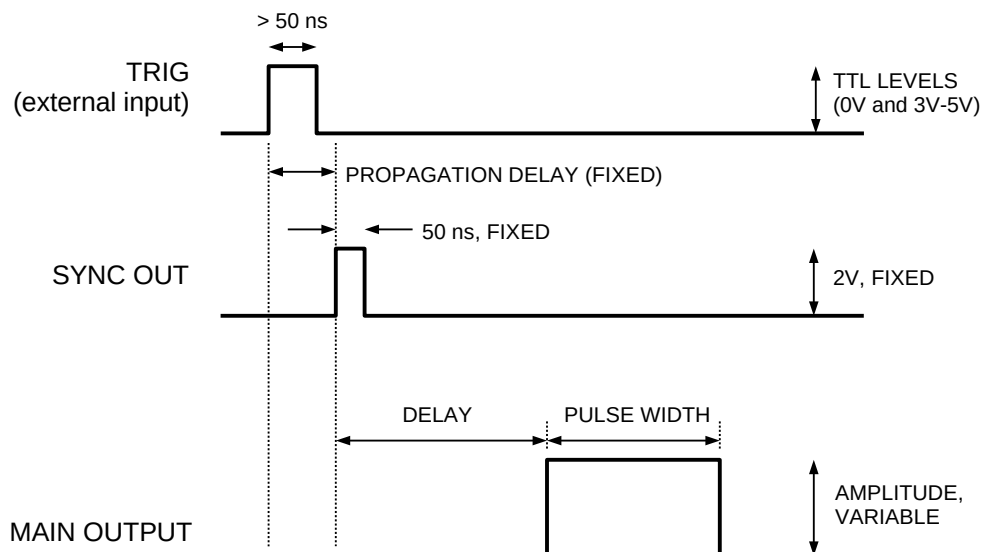 > 50 ns
TRIG
(external input)
TTL LEVELS
(0V and 3V-5V)
PROPAGATION DELAY (FIXED)
50 ns, FIXED
SYNC OUT
2V, FIXED
DELAY
PULSE WIDTH
AMPLITUDE,
VARIABLE
MAIN OUTPUT